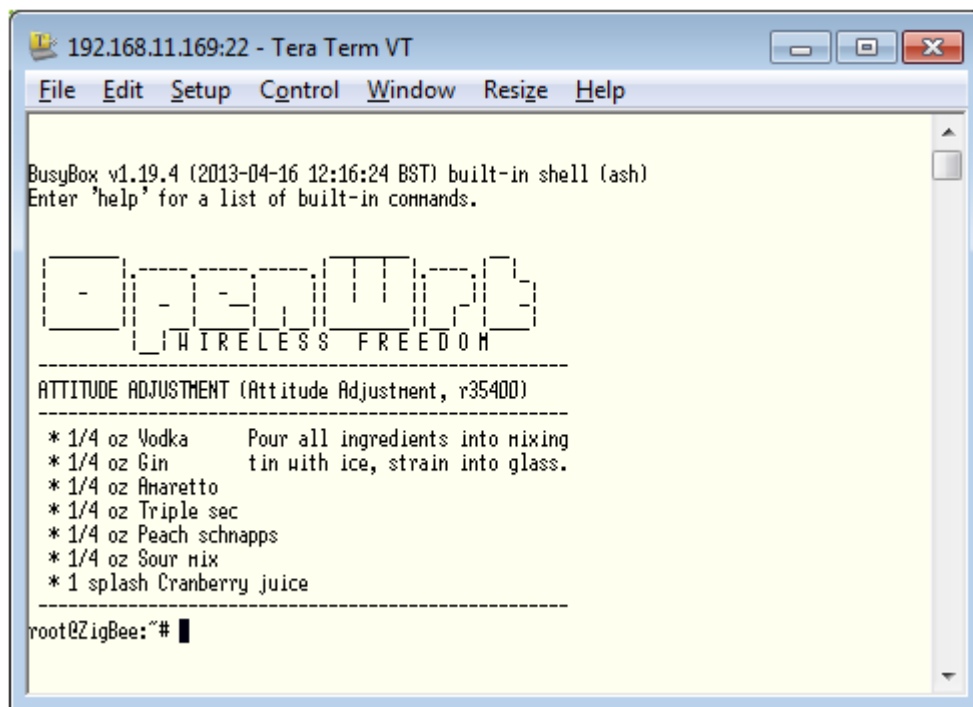 192.168.11.169:22 - Tera Term VT
File Edit Setup Control Window Resize Help
BusyBox v1.19.4 (2013-04-16 12:16:24 BST) built-in shell (ash)
Enter 'help' for a list of built-in commands.
OpenWrt
WIRELESS FREEDOM
ATTITUDE ADJUSTMENT (Attitude Adjustment, r35400)
* 1/4 oz Vodka Pour all ingredients into mixing
* 1/4 oz Gin tin with ice, strain into glass.
* 1/4 oz Amaretto
* 1/4 oz Triple sec
* 1/4 oz Peach schnapps
* 1/4 oz Sour mix
* 1 splash Cranberry juice
root@ZigBee:~#